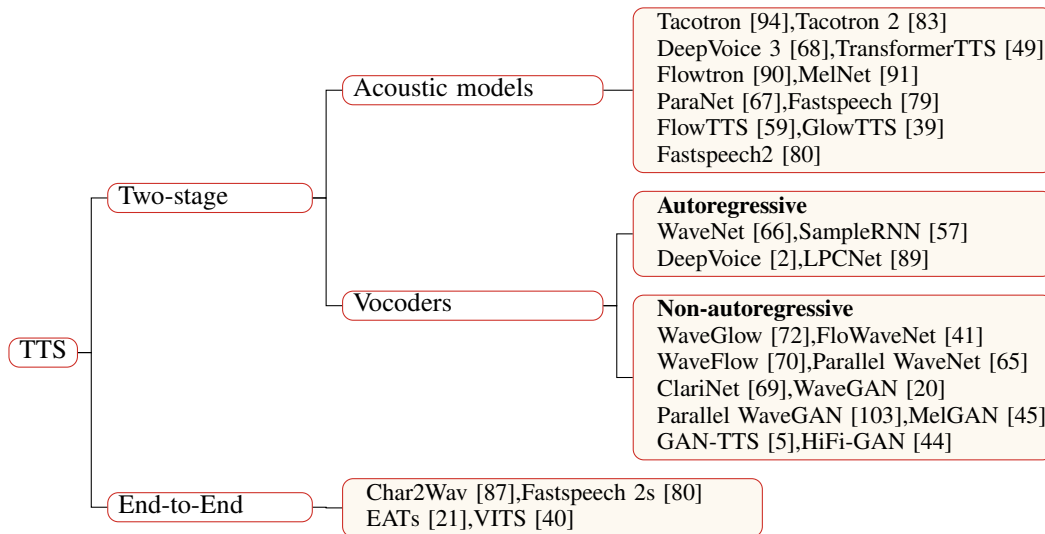 TTS
Two-stage
Acoustic models
Tacotron [94],Tacotron 2 [83]
DeepVoice 3 [68],TransformerTTS [49]
Flowtron [90],MelNet [91]
ParaNet [67],Fastspeech [79]
FlowTTS [59],GlowTTS [39]
Fastspeech2 [80]
Vocoders
Autoregressive
WaveNet [66],SampleRNN [57]
DeepVoice [2],LPCNet [89]
Non-autoregressive
WaveGlow [72],FloWaveNet [41]
WaveFlow [70],Parallel WaveNet [65]
ClariNet [69],WaveGAN [20]
Parallel WaveGAN [103],MelGAN [45]
GAN-TTS [5],HiFi-GAN [44]
End-to-End
Char2Wav [87],Fastspeech 2s [80]
EATs [21],VITS [40]